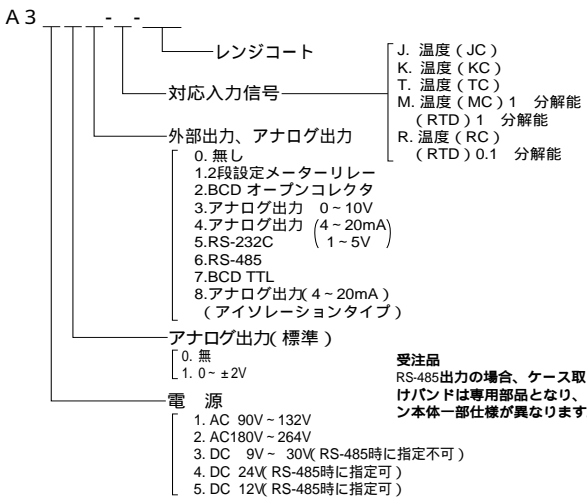 A3 _ _ _-_-_
レンジコート
対応入力信号
J. 温度(JC)
K. 温度(KC)
T. 温度(TC)
M. 温度(MC)1 分解能
(RTD)1 分解能
R. 温度(RC)
(RTD)0.1 分解能
外部出力、アナログ出力
0. 無し
1.2段設定メーターリレー
2.BCD オープンコレクタ
3.アナログ出力 0~10V
4.アナログ出力 (4~20mA)
5.RS-232C (1~5V)
6.RS-485
7.BCD TTL
8.アナログ出力(4~20mA)
(アイソレーションタイプ)
アナログ出力(標準)
0. 無
1. 0~±2V
電 源
1. AC 90V~132V
2. AC180V~264V
3. DC 9V~ 30V(RS-485時に指定不可)
4. DC 24V(RS-485時に指定可)
5. DC 12V(RS-485時に指定可)
受注品
RS-485出力の場合、ケース取
けバンドは専用部品となり、
ン本体一部仕様が異なります